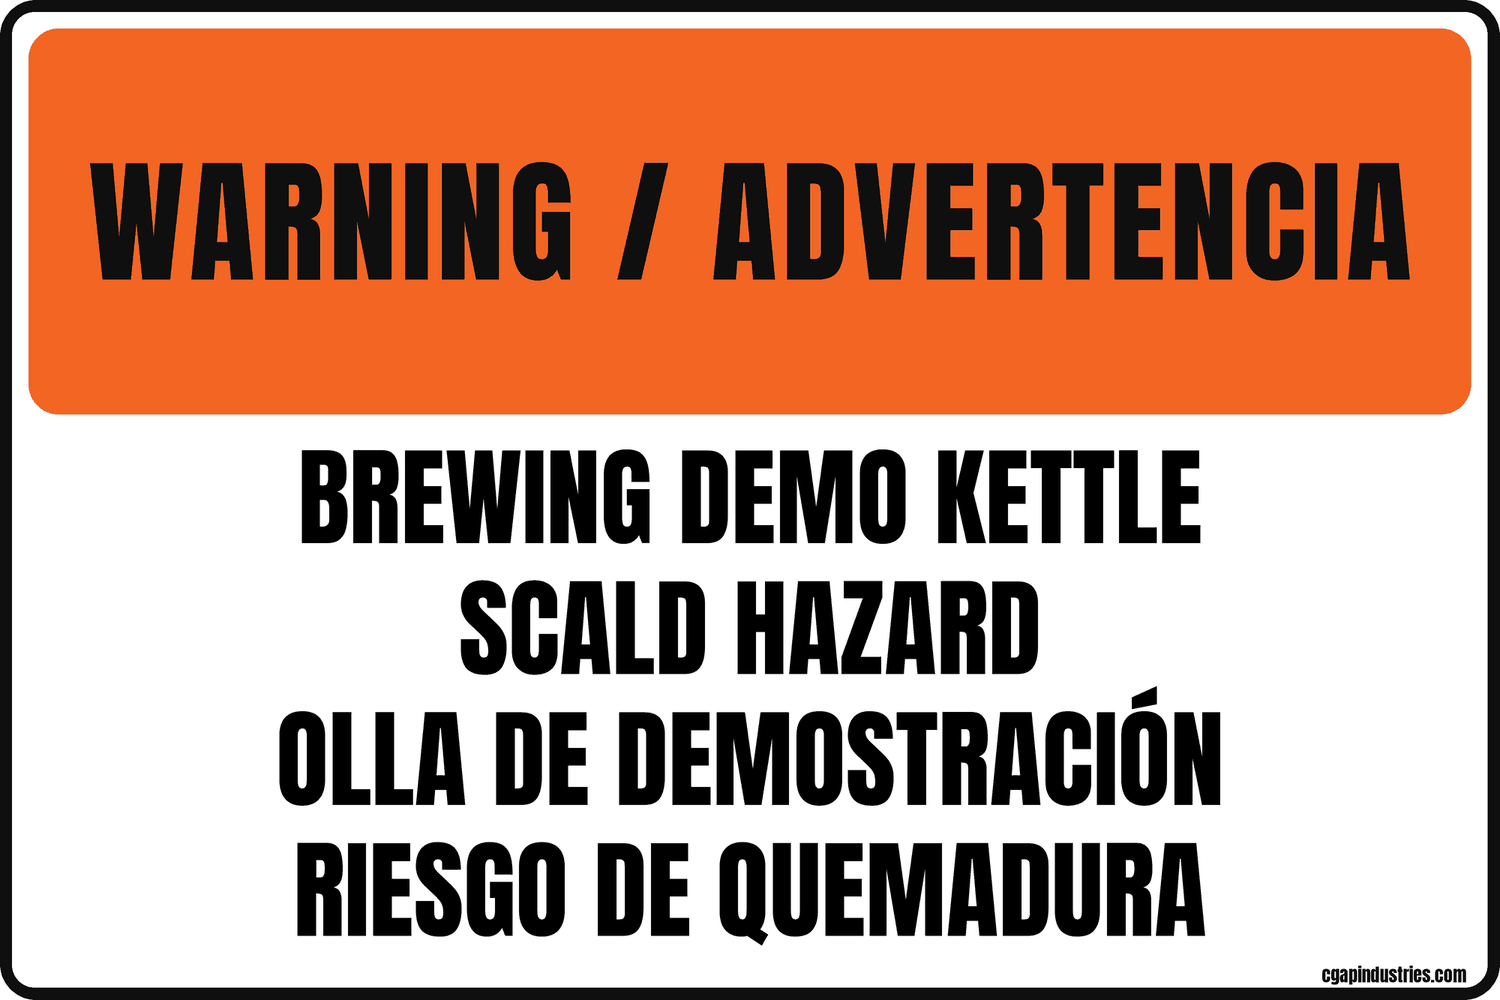 WARNING / ADVERTENCIA
BREWING DEMO KETTLE
SCALD HAZARD
OLLA DE DEMOSTRACIÓN
RIESGO DE QUEMADURA
cgapindustries.com